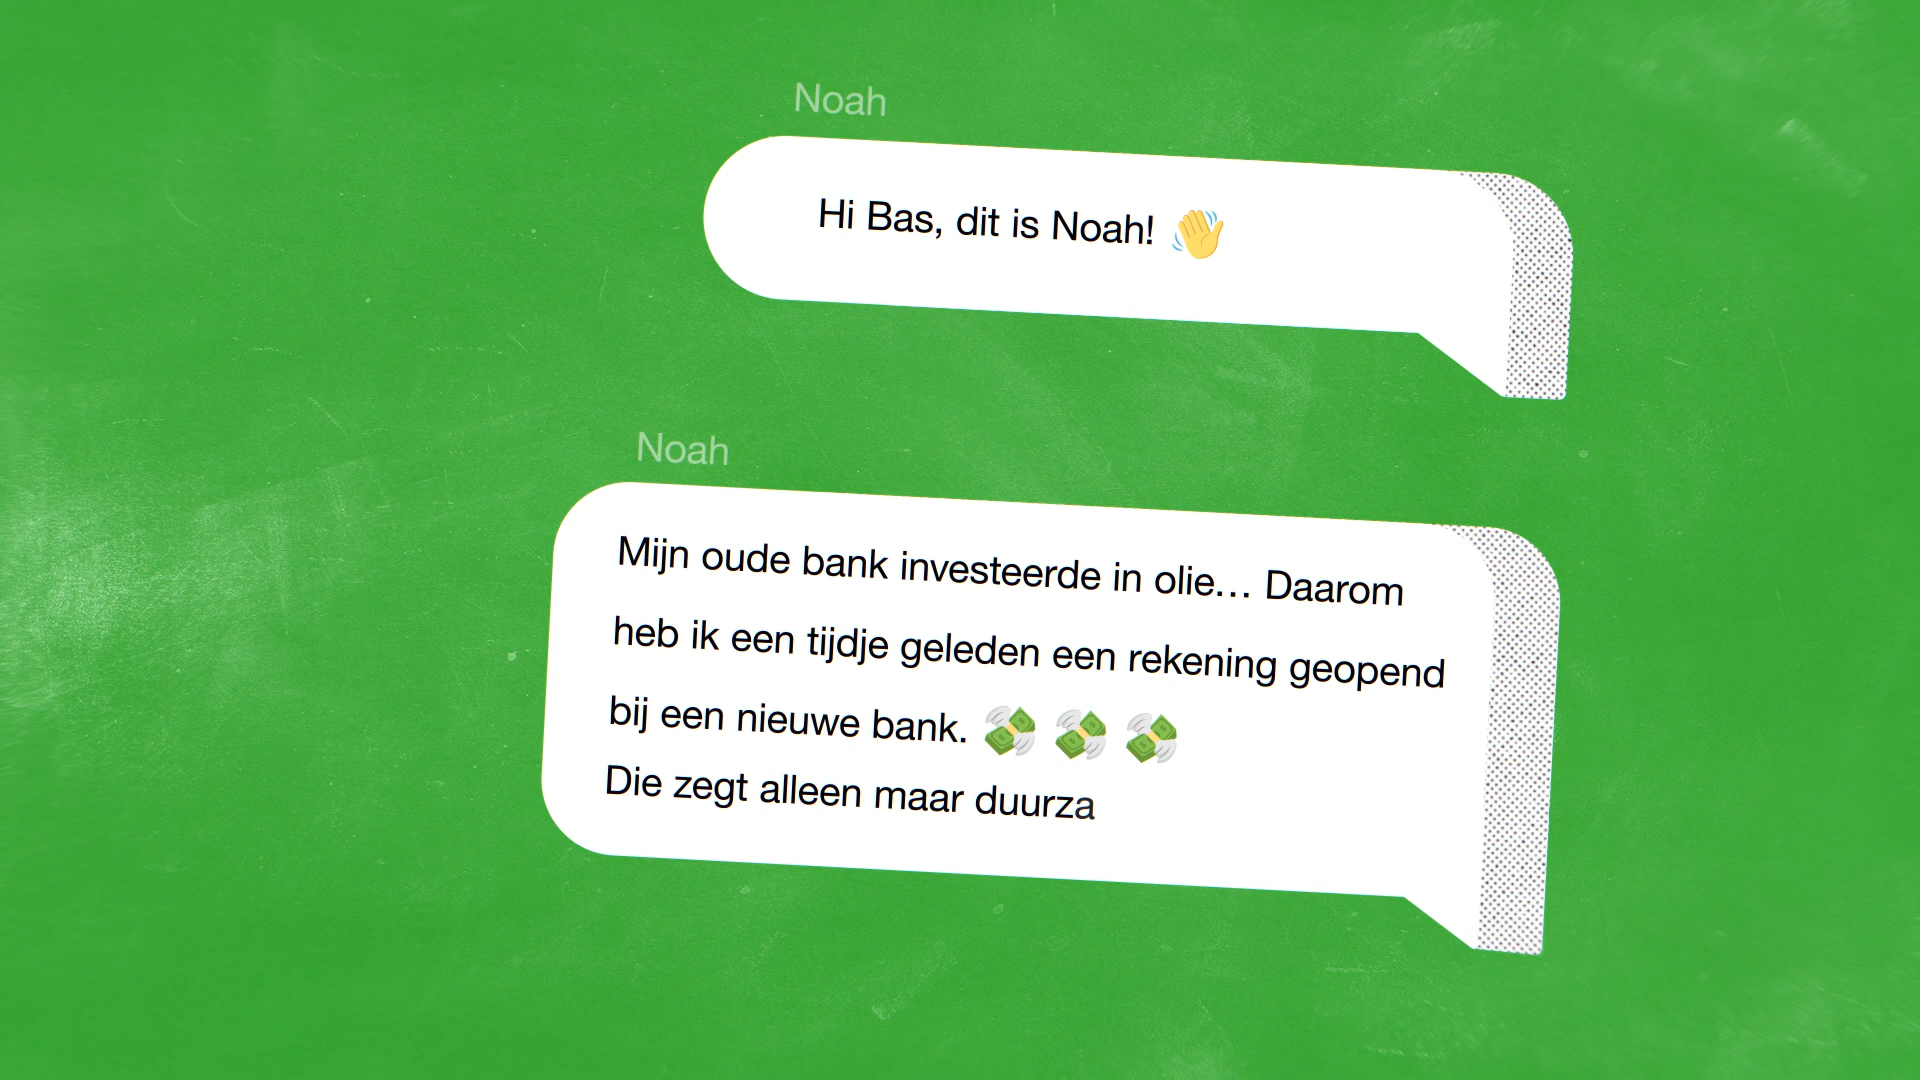 Noah
Hi Bas, dit is Noah! 👋
Noah
Mijn oude bank investeerde in olie... Daarom
heb ik een tijdje geleden een rekening geopend
bij een nieuwe bank. 💸 💸 💸
Die zegt alleen maar duurza